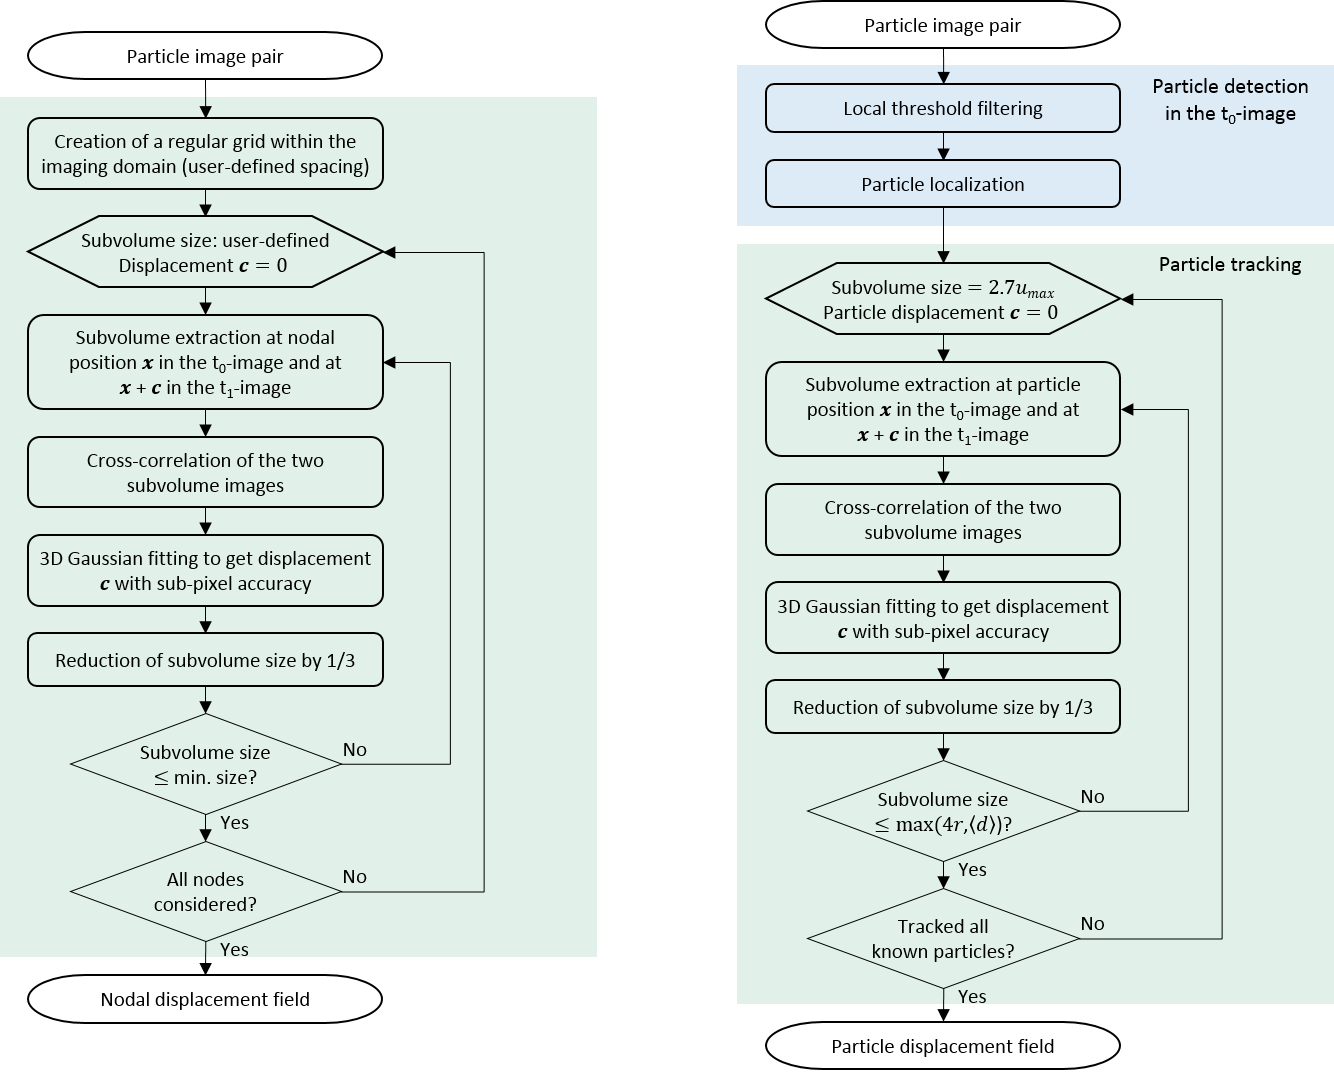 Particle image pair
Creation of a regular grid within the
imaging domain (user-defined spacing)
Subvolume size: user-defined
Displacement c = 0
Subvolume extraction at nodal
position x in the t₀-image and at
x + c in the t₁-image
Cross-correlation of the two
subvolume images
3D Gaussian fitting to get displacement
c with sub-pixel accuracy
Reduction of subvolume size by 1/3
Subvolume size
≤ min. size?
No
Yes
All nodes
considered?
No
Yes
Nodal displacement field
Particle image pair
Particle detection
in the t₀-image
Local threshold filtering
Particle localization
Particle tracking
Subvolume size = 2.7uₘₐₓ
Particle displacement c = 0
Subvolume extraction at particle
position x in the t₀-image and at
x + c in the t₁-image
Cross-correlation of the two
subvolume images
3D Gaussian fitting to get displacement
c with sub-pixel accuracy
Reduction of subvolume size by 1/3
Subvolume size
≤ max(4r,⟨d⟩)?
No
Yes
Tracked all
known particles?
No
Yes
Particle displacement field